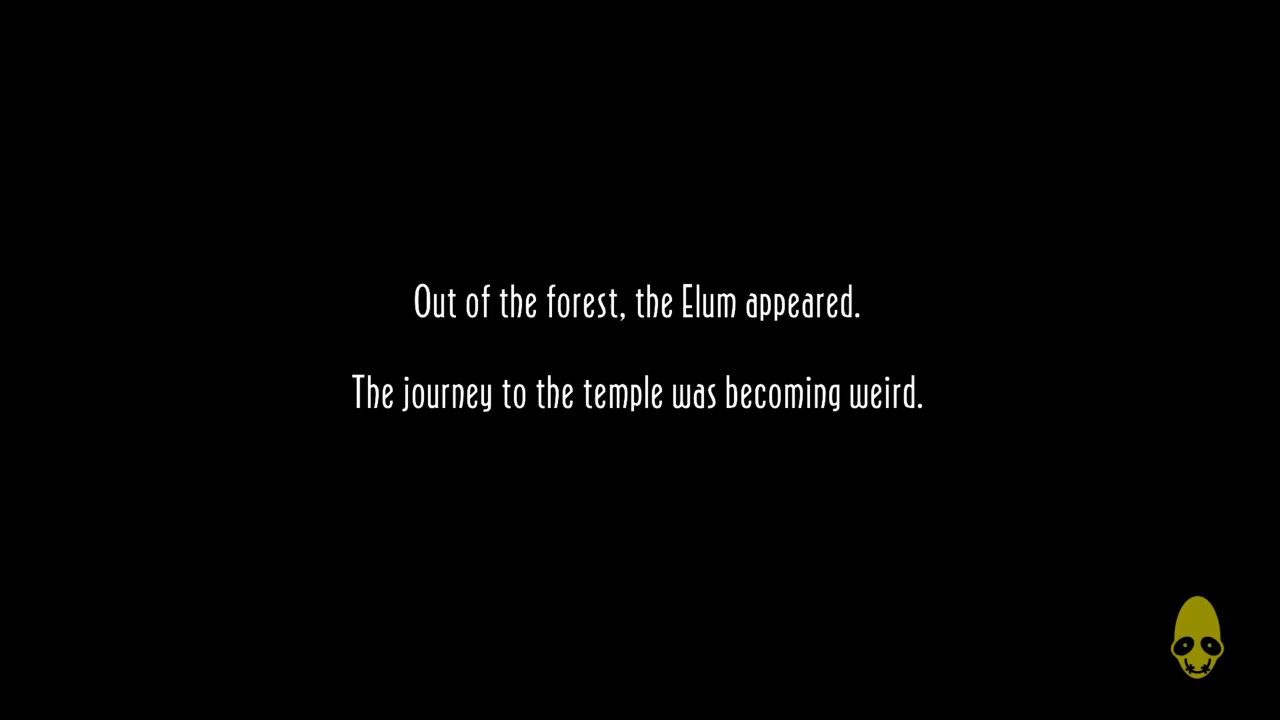 Out of the forest, the Elum appeared.
The journey to the temple was becoming weird.